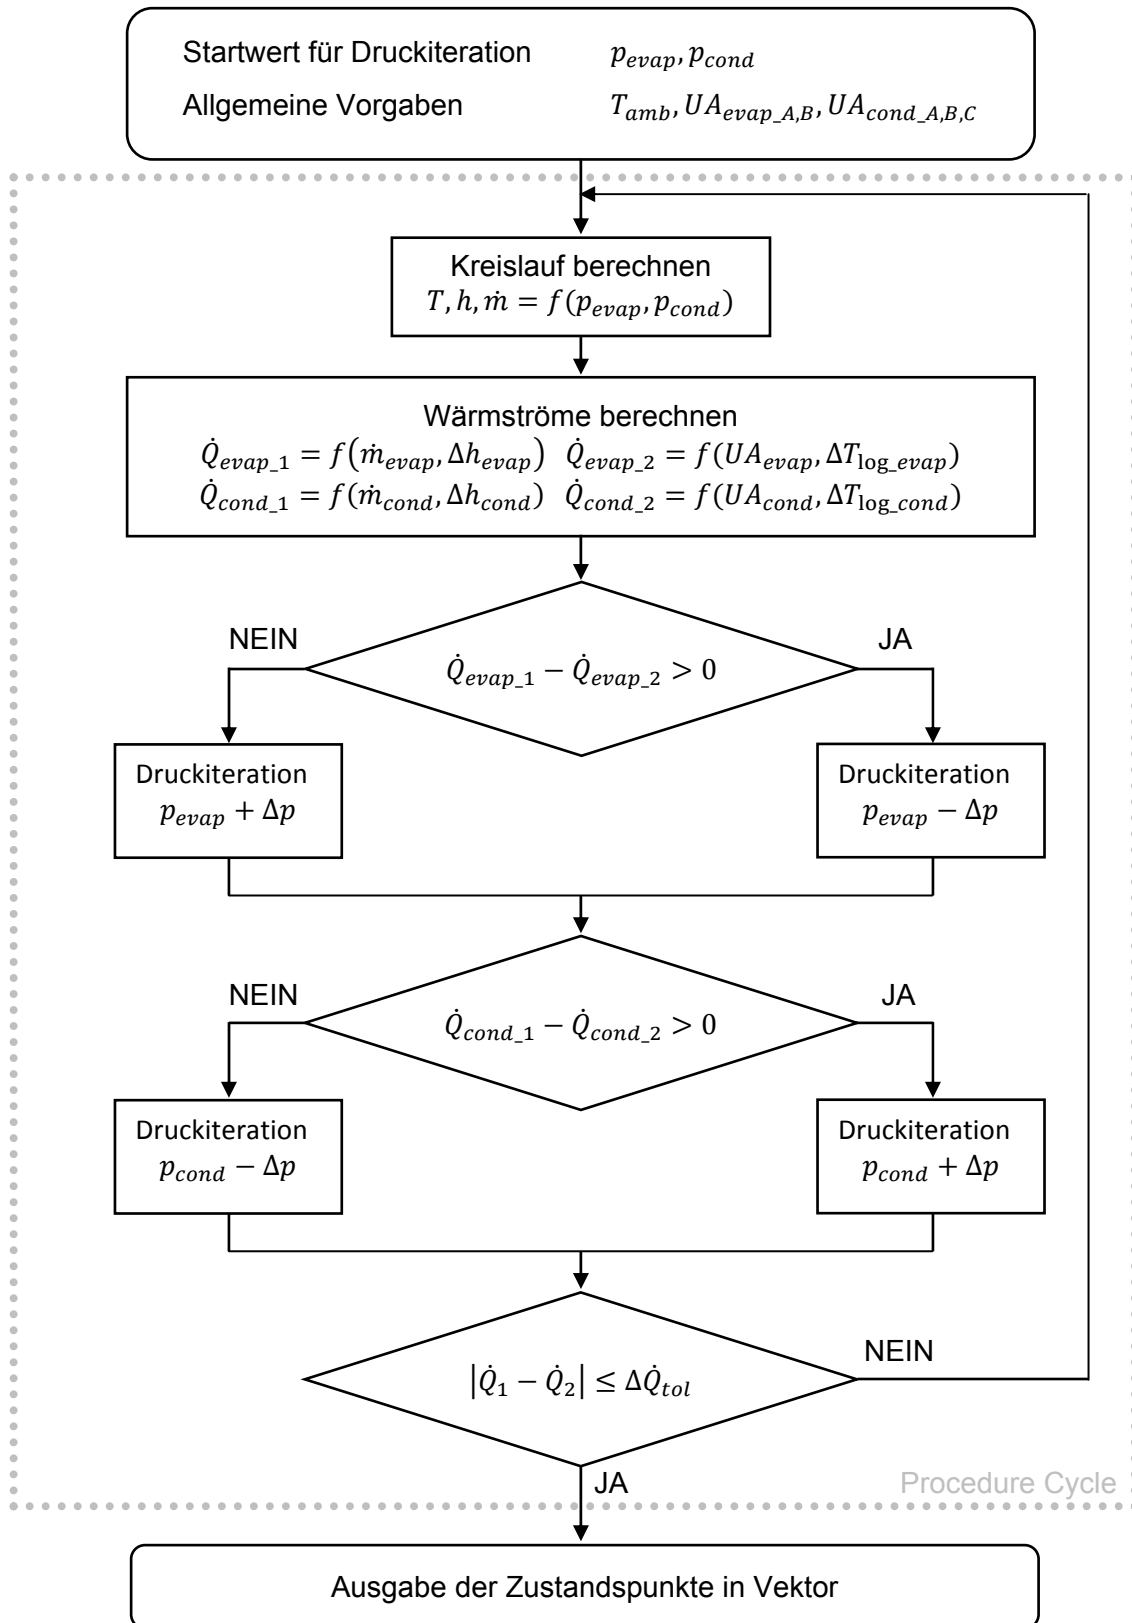 Startwert für Druckiteration p_evap, p_cond
Allgemeine Vorgaben T_amb, UA_evap_A,B, UA_cond_A,B,C
Kreislauf berechnen
T, h, ṁ = f(p_evap, p_cond)
Wärmströme berechnen
Q̇_evap_1 = f(ṁ_evap, Δh_evap) Q̇_evap_2 = f(UA_evap, ΔT_log_evap)
Q̇_cond_1 = f(ṁ_cond, Δh_cond) Q̇_cond_2 = f(UA_cond, ΔT_log_cond)
NEIN JA
Q̇_evap_1 − Q̇_evap_2 > 0
Druckiteration Druckiteration
p_evap + Δp p_evap − Δp
NEIN JA
Q̇_cond_1 − Q̇_cond_2 > 0
Druckiteration Druckiteration
p_cond − Δp p_cond + Δp
NEIN
|Q̇_1 − Q̇_2| ≤ ΔQ̇_tol
JA
Procedure Cycle
Ausgabe der Zustandspunkte in Vektor